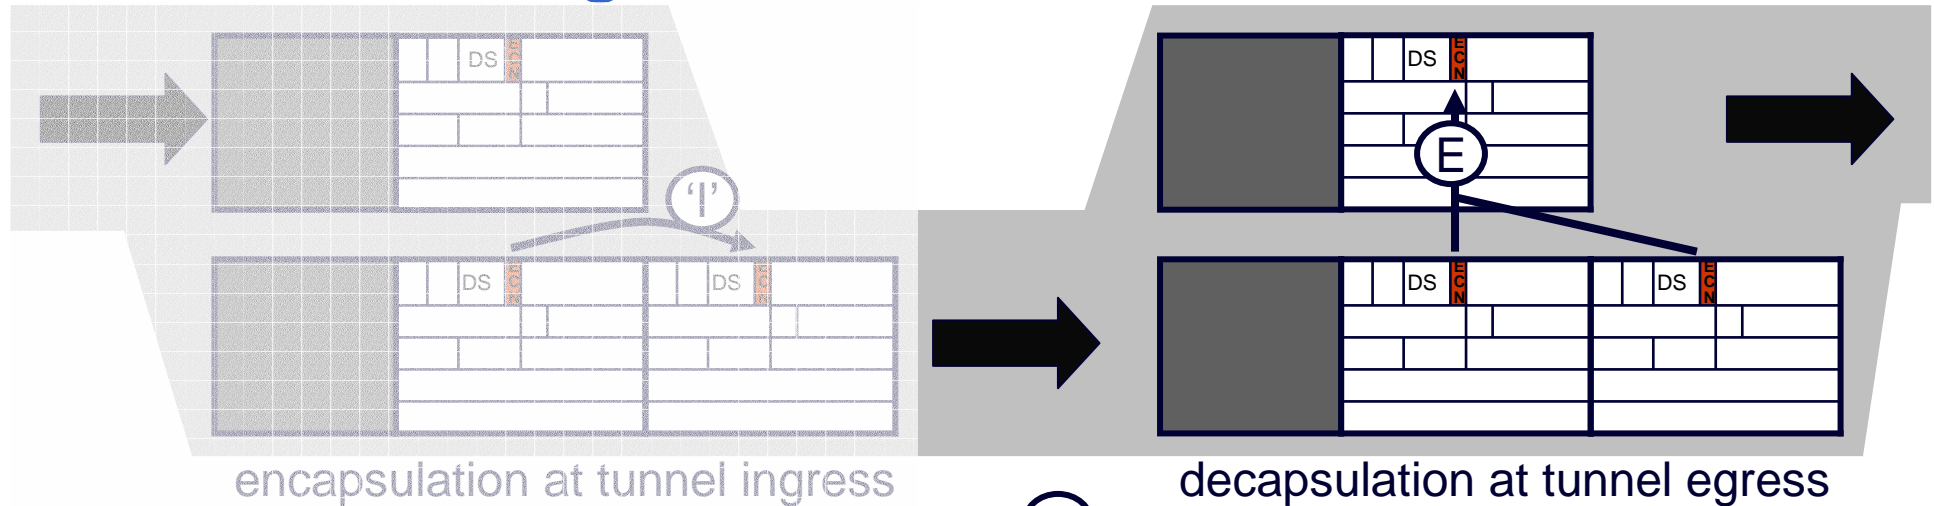 DS ECN
DS ECN
'I'
E
DS ECN DS ECN
DS ECN DS ECN
encapsulation at tunnel ingress
decapsulation at tunnel egress